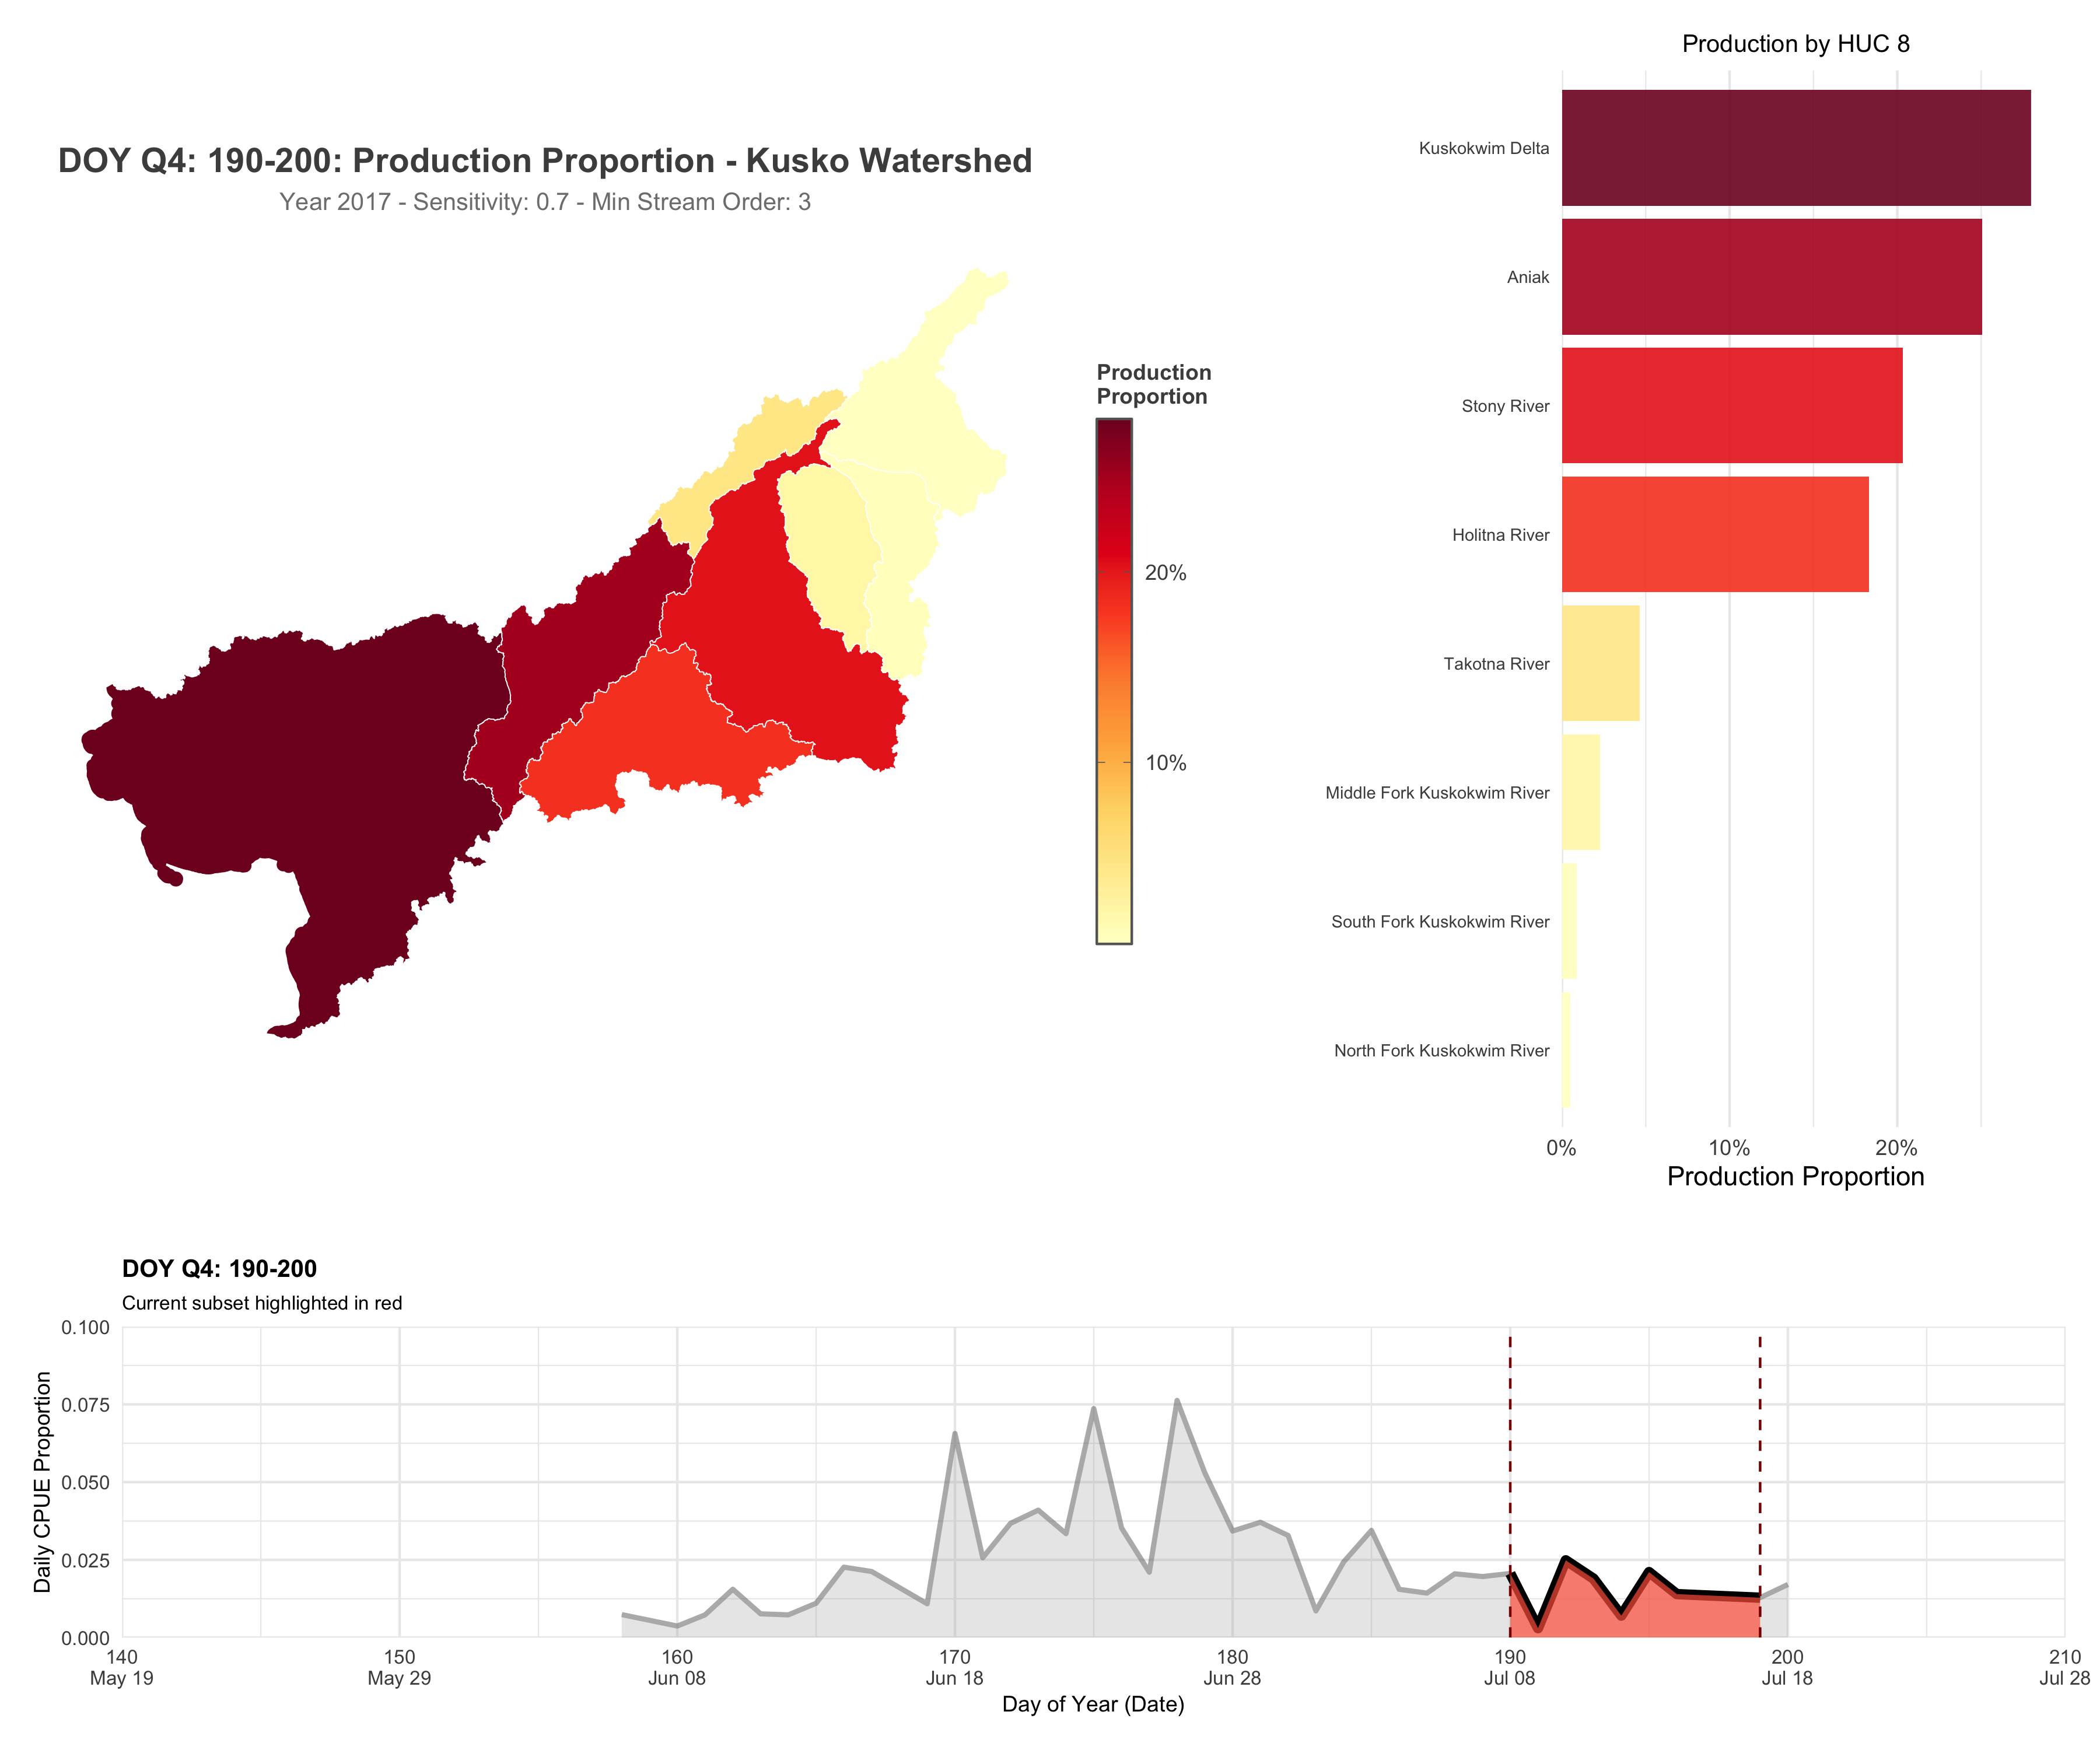 DOY Q4: 190-200: Production Proportion - Kusko Watershed
Year 2017 - Sensitivity: 0.7 - Min Stream Order: 3
Production
Proportion
20%
10%
Production by HUC 8
Kuskokwim Delta
Aniak
Stony River
Holitna River
Takotna River
Middle Fork Kuskokwim River
South Fork Kuskokwim River
North Fork Kuskokwim River
0% 10% 20%
Production Proportion
DOY Q4: 190-200
Current subset highlighted in red
Daily CPUE Proportion
0.100
0.075
0.050
0.025
0.000
140 150 160 170 180 190 200 210
May 19 May 29 Jun 08 Jun 18 Jun 28 Jul 08 Jul 18 Jul 28
Day of Year (Date)